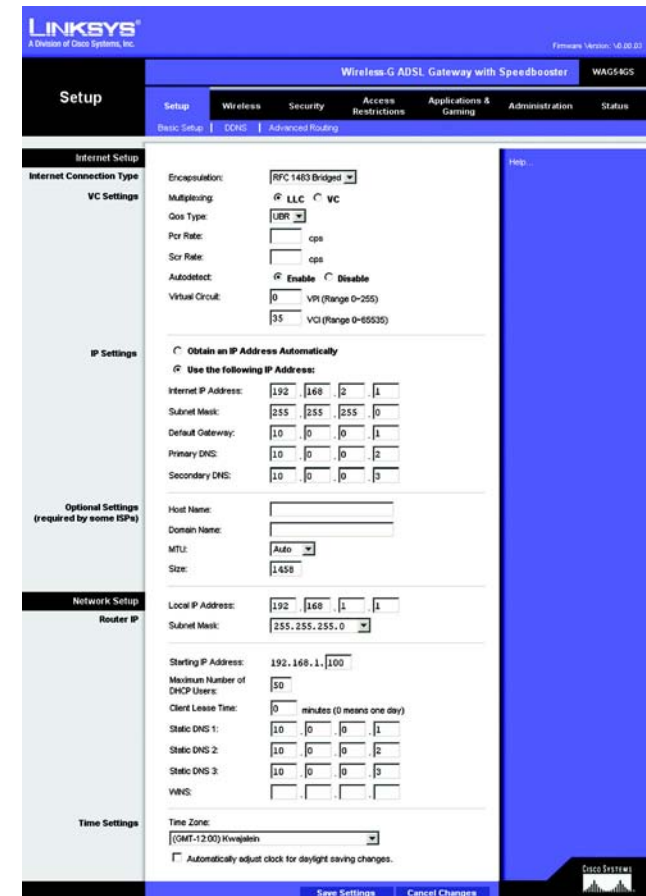 LINKSYS®
A Division of Cisco Systems, Inc.
Firmware Version: V0.00.03
Wireless-G ADSL Gateway with Speedbooster WAG54GS
Setup
Setup Wireless Security Access Restrictions Applications & Gaming Administration Status
Basic Setup | DDNS | Advanced Routing
Internet Setup
Help...
Internet Connection Type
Encapsulation: RFC 1483 Bridged
VC Settings
Multiplexing: LLC VC
Qos Type: UBR
Pcr Rate: cps
Scr Rate: cps
Autodetect: Enable Disable
Virtual Circuit: 0 VPI (Range 0~255)
35 VCI (Range 0~65535)
IP Settings
Obtain an IP Address Automatically
Use the following IP Address:
Internet IP Address: 192 . 168 . 2 . 1
Subnet Mask: 255 . 255 . 255 . 0
Default Gateway: 10 . 0 . 0 . 1
Primary DNS: 10 . 0 . 0 . 2
Secondary DNS: 10 . 0 . 0 . 3
Optional Settings
(required by some ISPs)
Host Name:
Domain Name:
MTU: Auto
Size: 1458
Network Setup
Router IP
Local IP Address: 192 . 168 . 1 . 1
Subnet Mask: 255.255.255.0
Starting IP Address: 192.168.1. 100
Maximum Number of
DHCP Users: 50
Client Lease Time: 0 minutes (0 means one day)
Static DNS 1: 10 . 0 . 0 . 1
Static DNS 2: 10 . 0 . 0 . 2
Static DNS 3: 10 . 0 . 0 . 3
WINS: . . .
Time Settings
Time Zone:
(GMT-12:00) Kwajalein
Automatically adjust clock for daylight saving changes.
CISCO SYSTEMS
Save Settings Cancel Changes